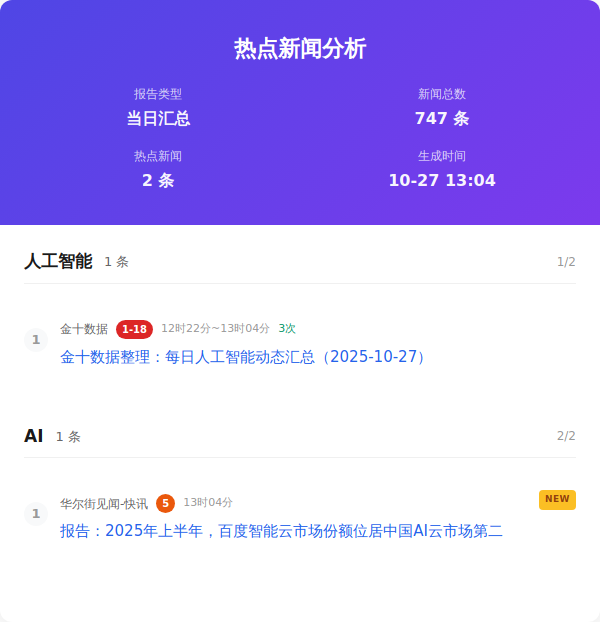 热点新闻分析
报告类型 新闻总数
当日汇总 747 条
热点新闻 生成时间
2 条 10-27 13:04
人工智能 1 条 1/2
金十数据 1-18 12时22分~13时04分 3次
1
金十数据整理：每日人工智能动态汇总（2025-10-27）
AI 1 条 2/2
华尔街见闻-快讯 5 13时04分 NEW
1
报告：2025年上半年，百度智能云市场份额位居中国AI云市场第二